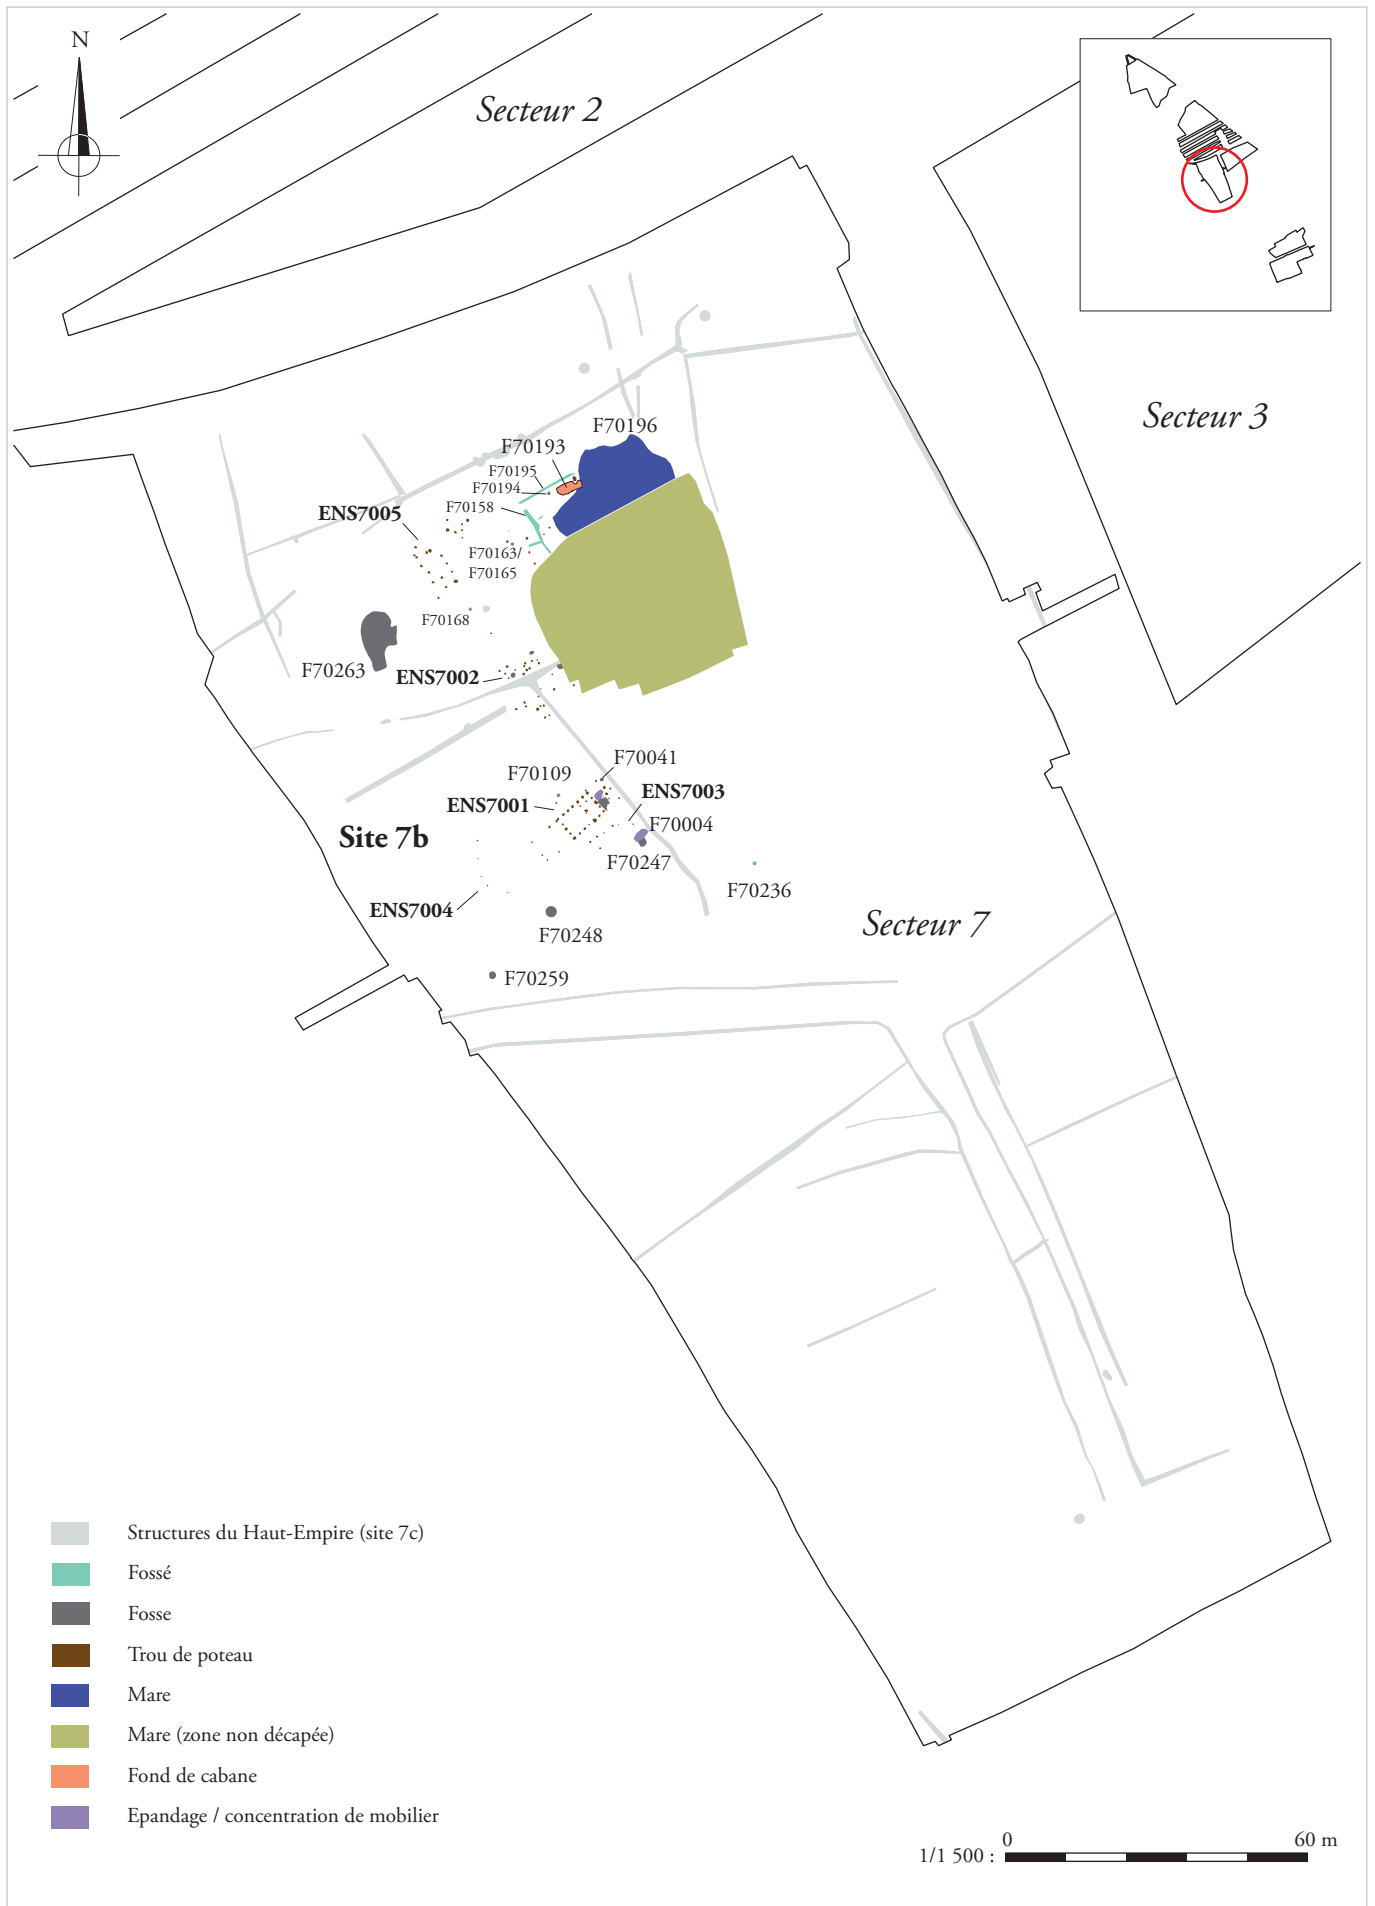 N
Secteur 2
Secteur 3
F70196
F70193
F70195
F70194
F70158
ENS7005
F70163/
F70165
F70168
F70263
ENS7002
F70041
F70109
ENS7003
ENS7001
F70004
Site 7b
F70247
F70236
ENS7004
Secteur 7
F70248
F70259
Structures du Haut-Empire (site 7c)
Fossé
Fosse
Trou de poteau
Mare
Mare (zone non décapée)
Fond de cabane
Epandage / concentration de mobilier
0 60 m
1/1 500 :